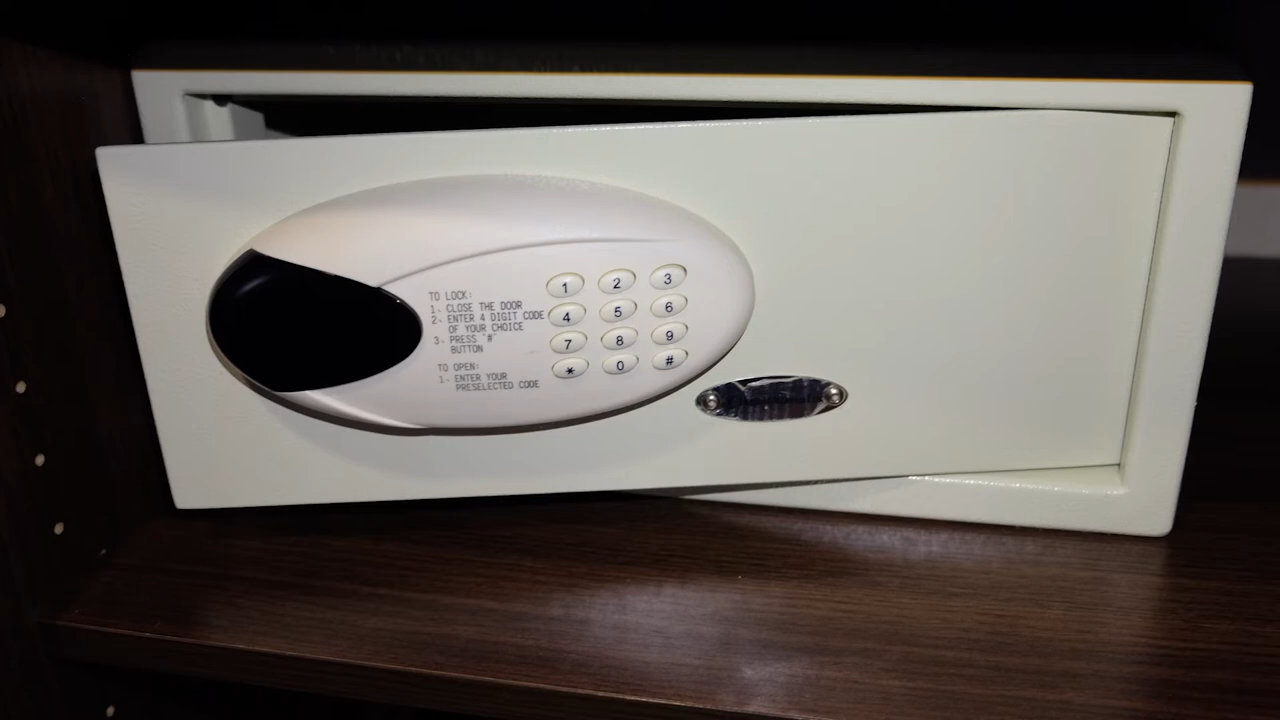 TO LOCK:
1- CLOSE THE DOOR
2- ENTER 4 DIGIT CODE
OF YOUR CHOICE
3- PRESS "#"
BUTTON
TO OPEN:
1- ENTER YOUR
PRESELECTED CODE
1 2 3
4 5 6
7 8 9
* 0 #